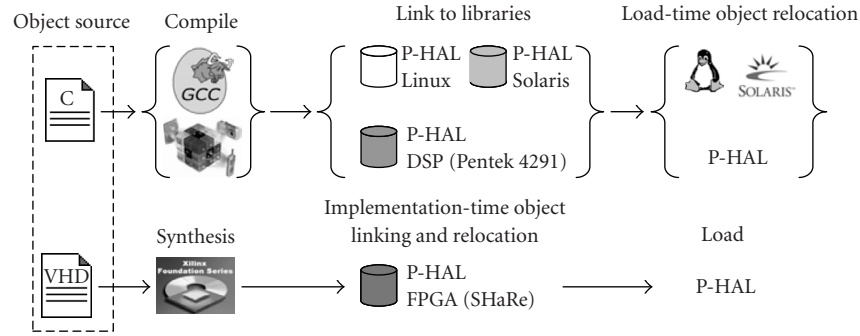 Object source
Compile
Link to libraries
Load-time object relocation
C
GCC
P-HAL
Linux
P-HAL
Solaris
SOLARIS™
P-HAL
DSP (Pentek 4291)
P-HAL
Synthesis
Implementation-time object
linking and relocation
Load
VHD
Xilinx
Foundation Series
P-HAL
FPGA (SHaRe)
P-HAL